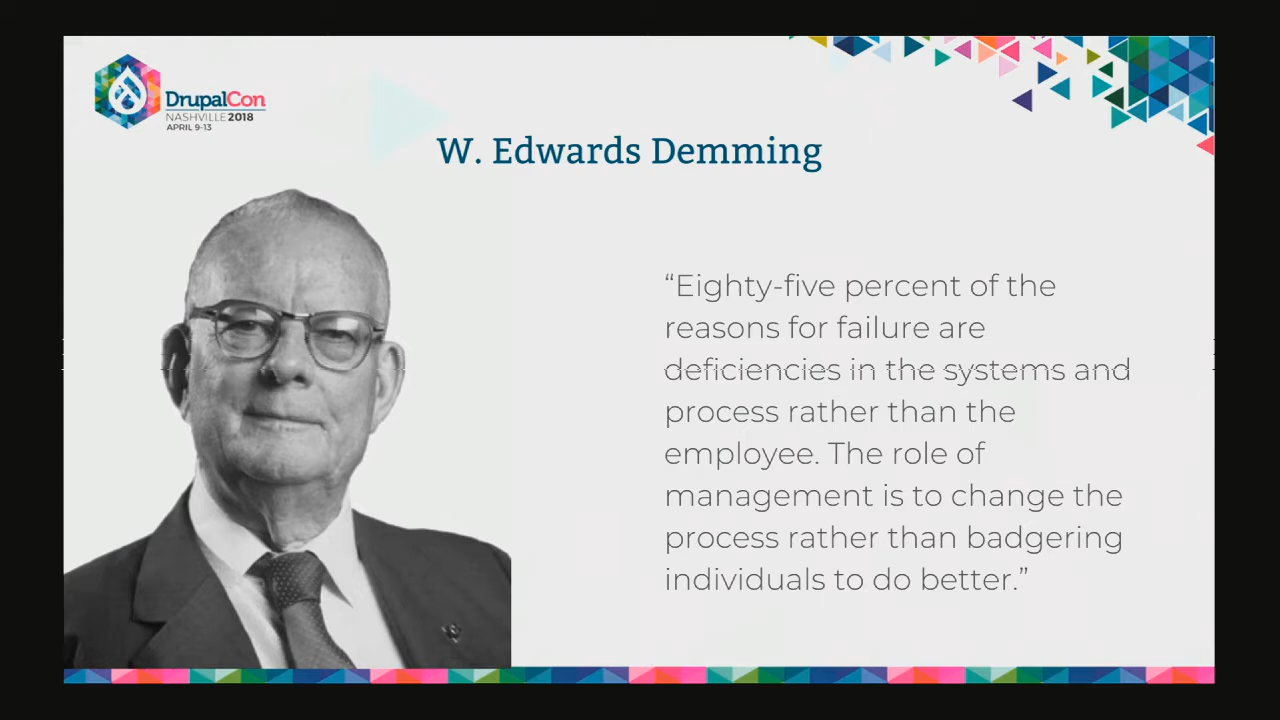 DrupalCon
NASHVILLE 2018
APRIL 9-13
W. Edwards Demming
“Eighty-five percent of the
reasons for failure are
deficiencies in the systems and
process rather than the
employee. The role of
management is to change the
process rather than badgering
individuals to do better.”